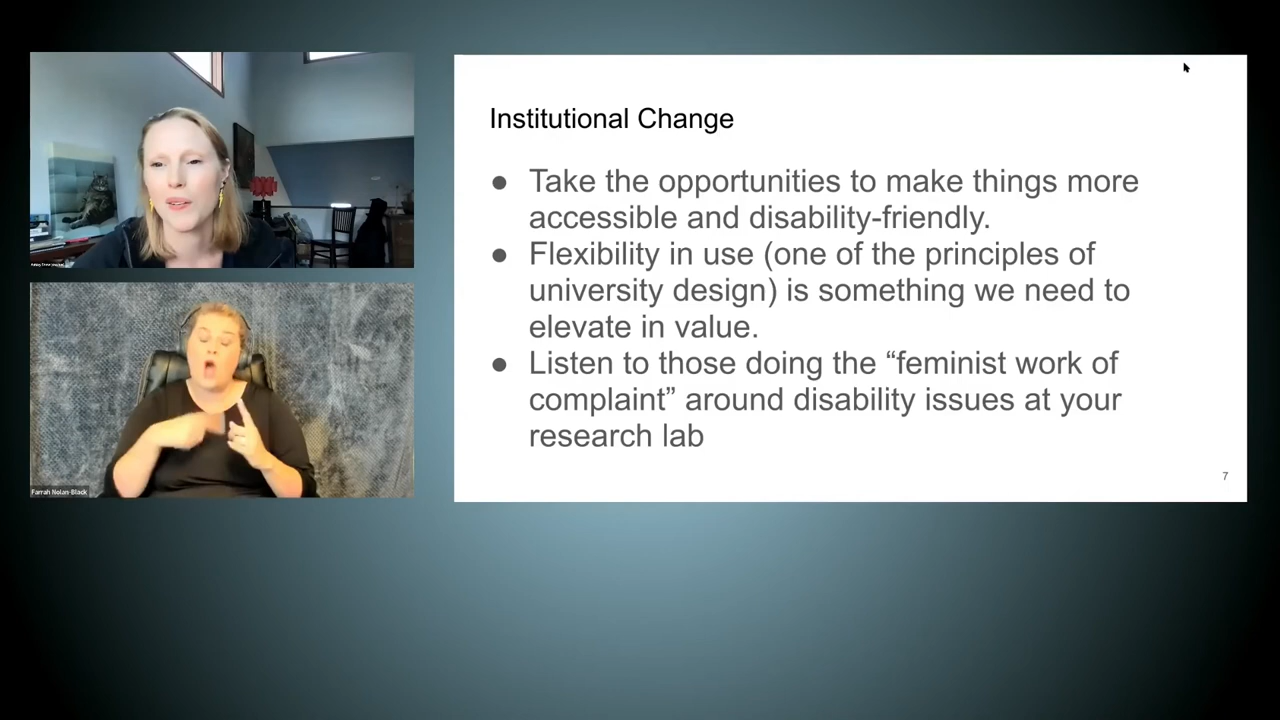 Institutional Change
● Take the opportunities to make things more
accessible and disability-friendly.
● Flexibility in use (one of the principles of
university design) is something we need to
elevate in value.
● Listen to those doing the “feminist work of
complaint” around disability issues at your
research lab
7
Farrah Nolan-Black